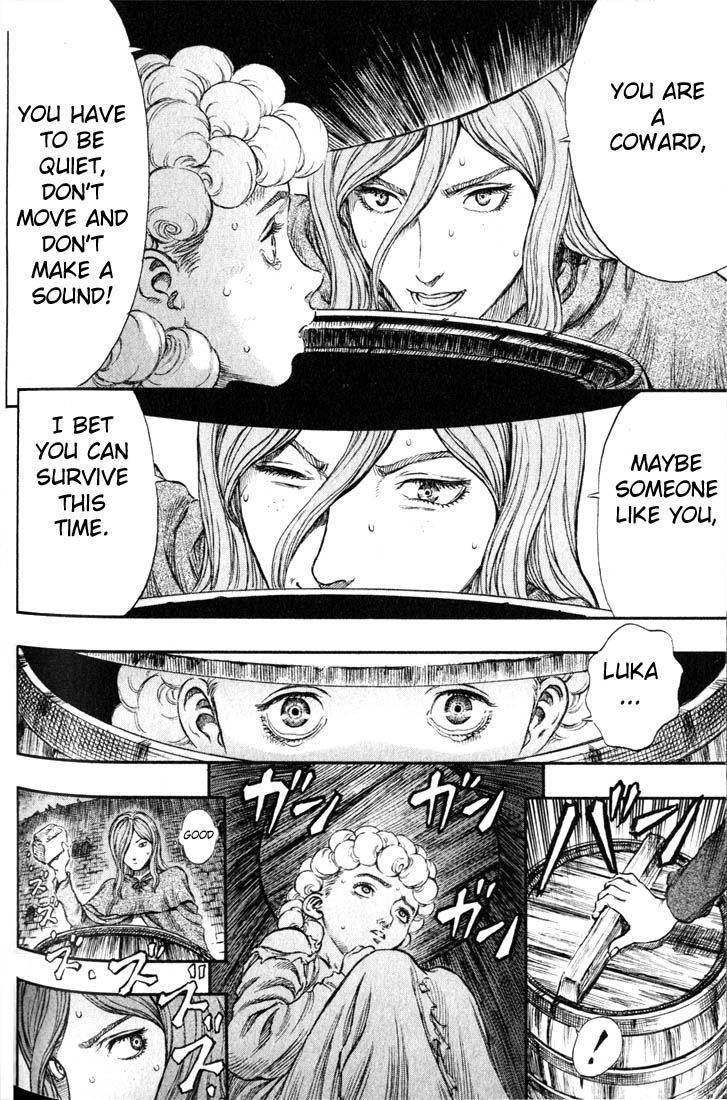 YOU ARE
A
COWARD,
YOU HAVE
TO BE
QUIET,
DON'T
MOVE AND
DON'T
MAKE A
SOUND!
MAYBE
SOMEONE
LIKE YOU,
I BET
YOU CAN
SURVIVE
THIS
TIME.
LUKA
...
バン
!
ガン
ガン
ガン
GOOD
ズズ
ズズズ
ズズ